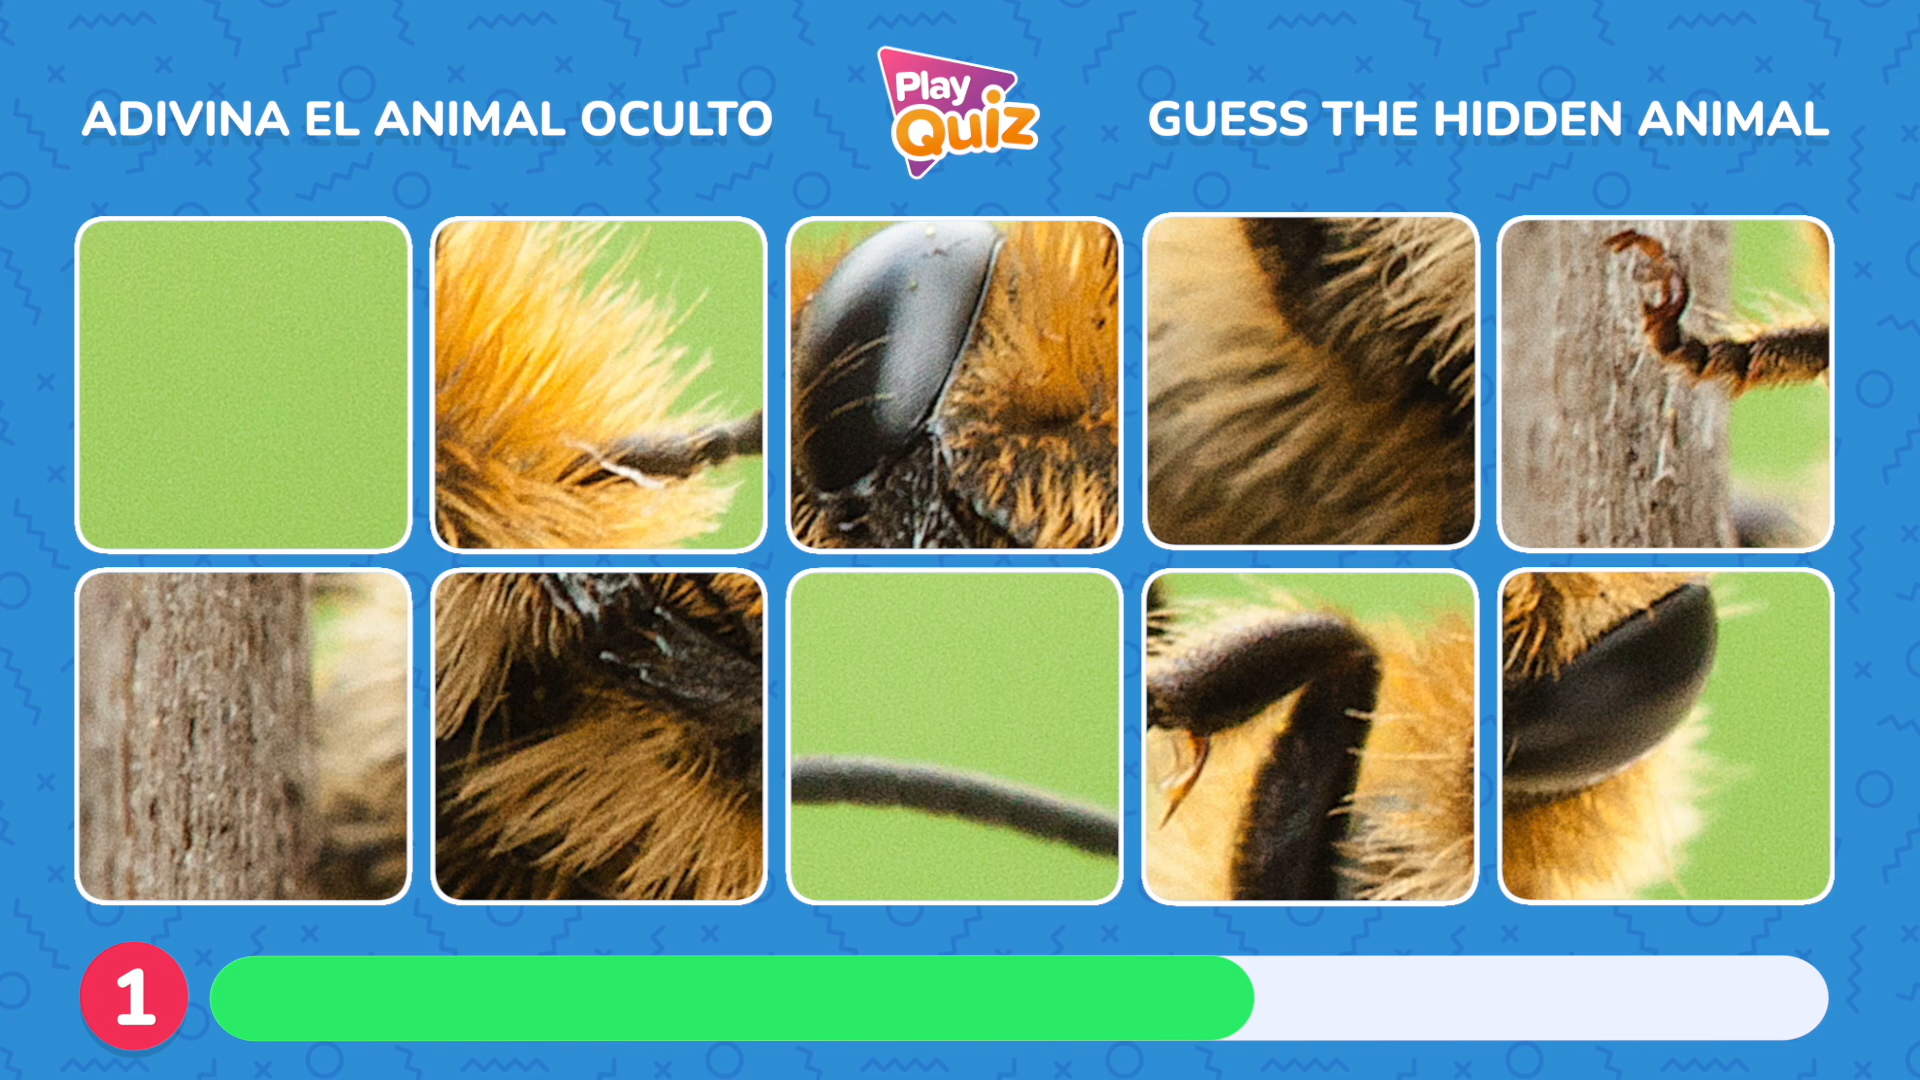 ADIVINA EL ANIMAL OCULTO
Play
Quiz
GUESS THE HIDDEN ANIMAL
1